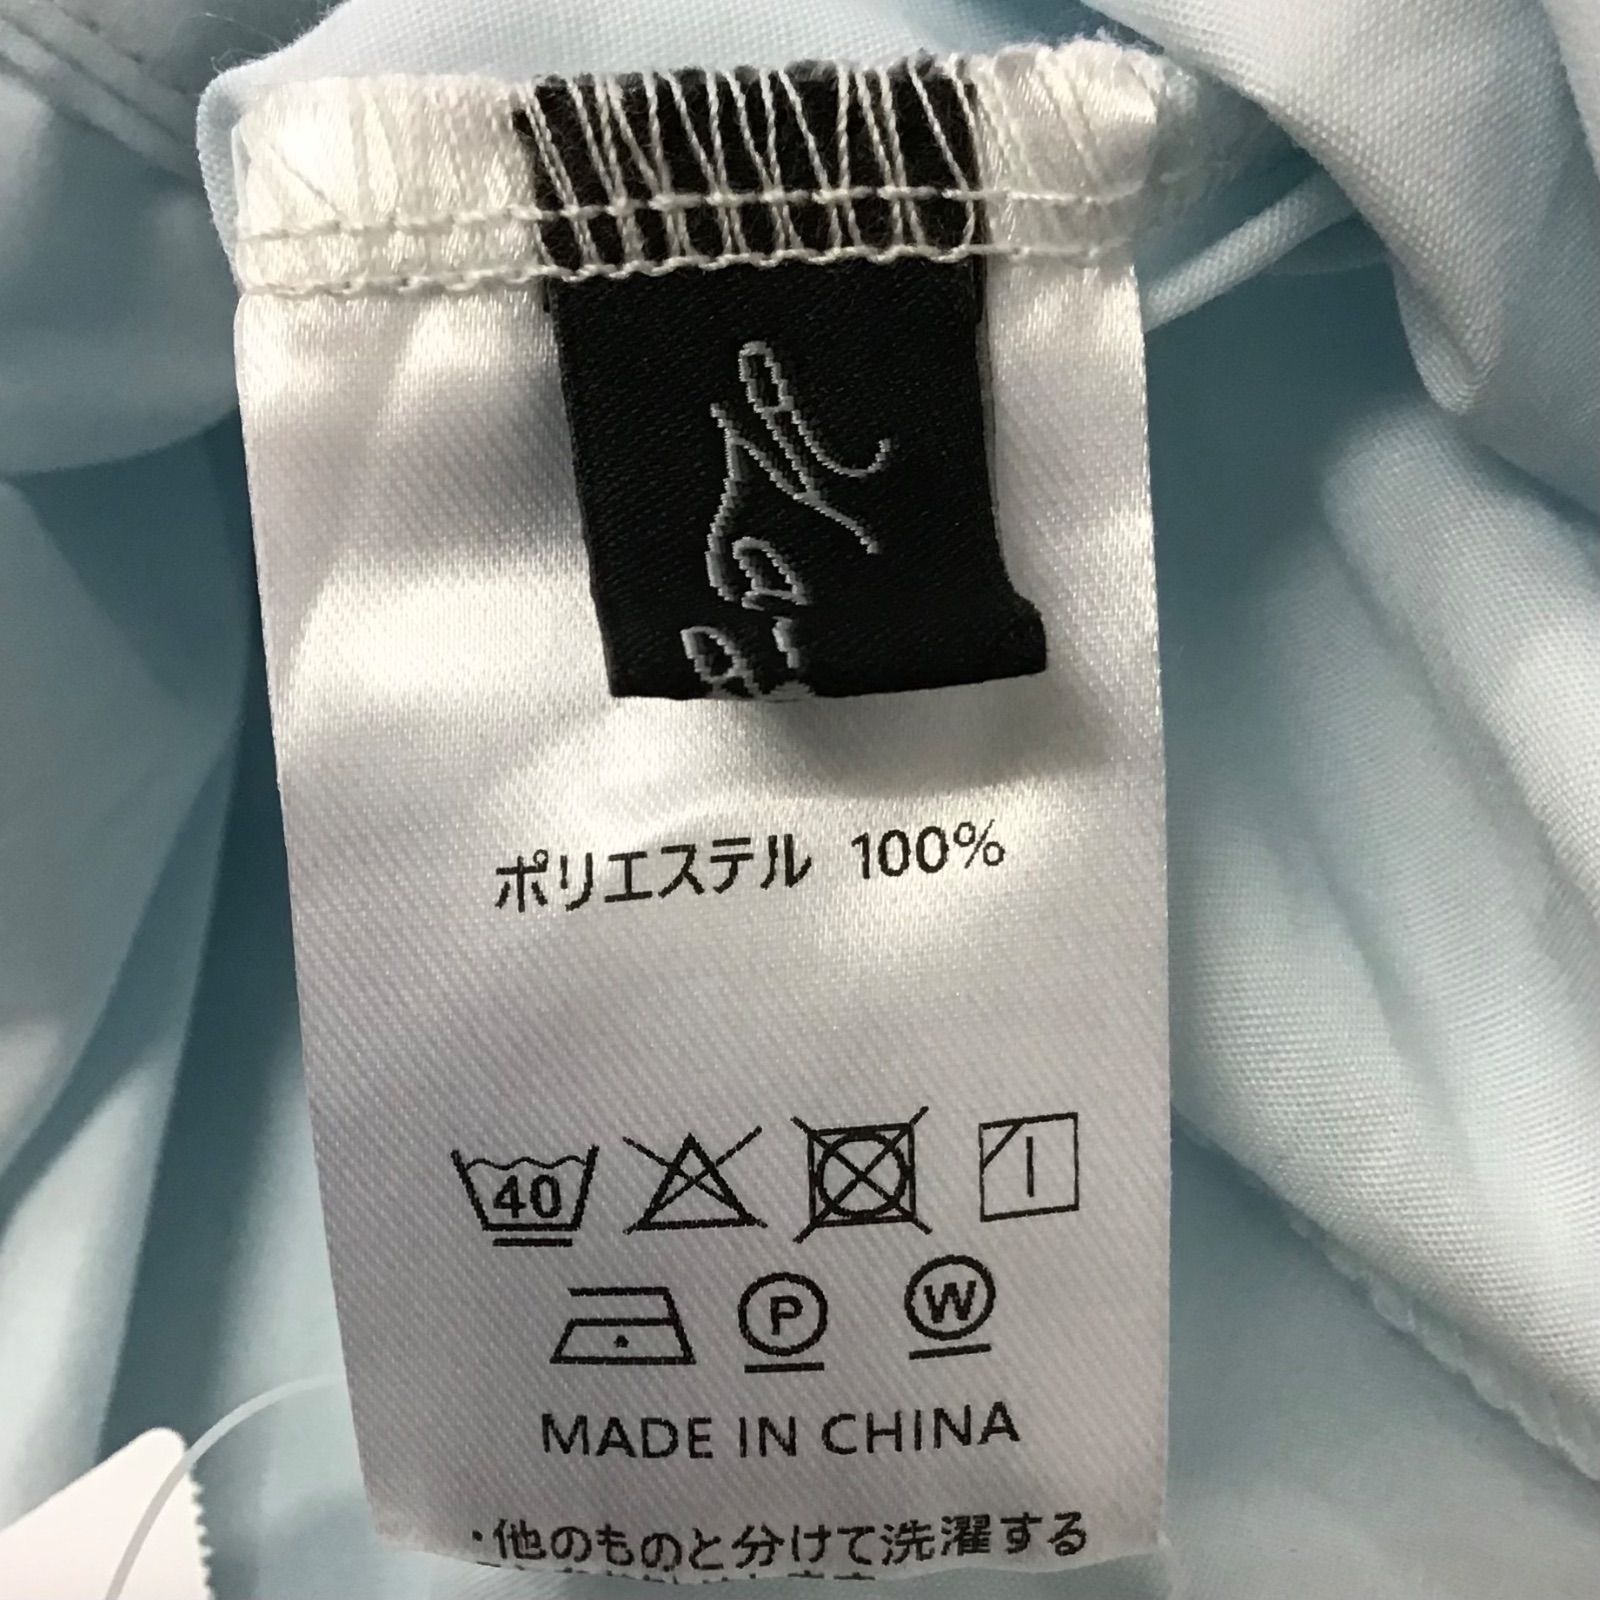 ポリエステル 100%
40
P W
MADE IN CHINA
・他のものと分けて洗濯する